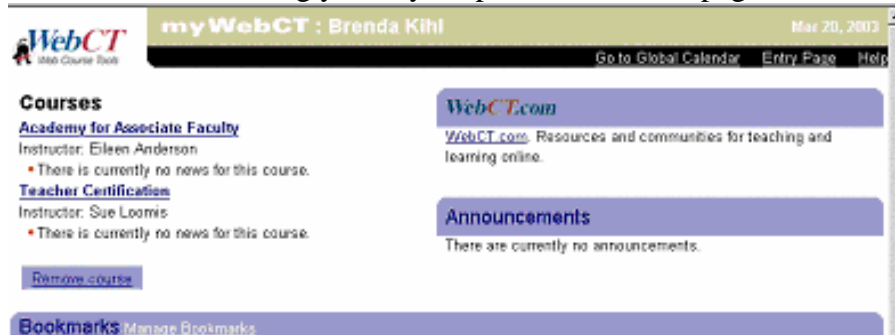 WebCT
Web Course Tools
myWebCT : Brenda Kihl
Mar 20, 2003
Go to Global Calendar Entry Page Help
Courses
Academy for Associate Faculty
Instructor: Eileen Anderson
• There is currently no news for this course.
Teacher Certification
Instructor: Sue Loomis
• There is currently no news for this course.
Remove course
WebCT.com
WebCT.com. Resources and communities for teaching and
learning online.
Announcements
There are currently no announcements.
Bookmarks Manage Bookmarks